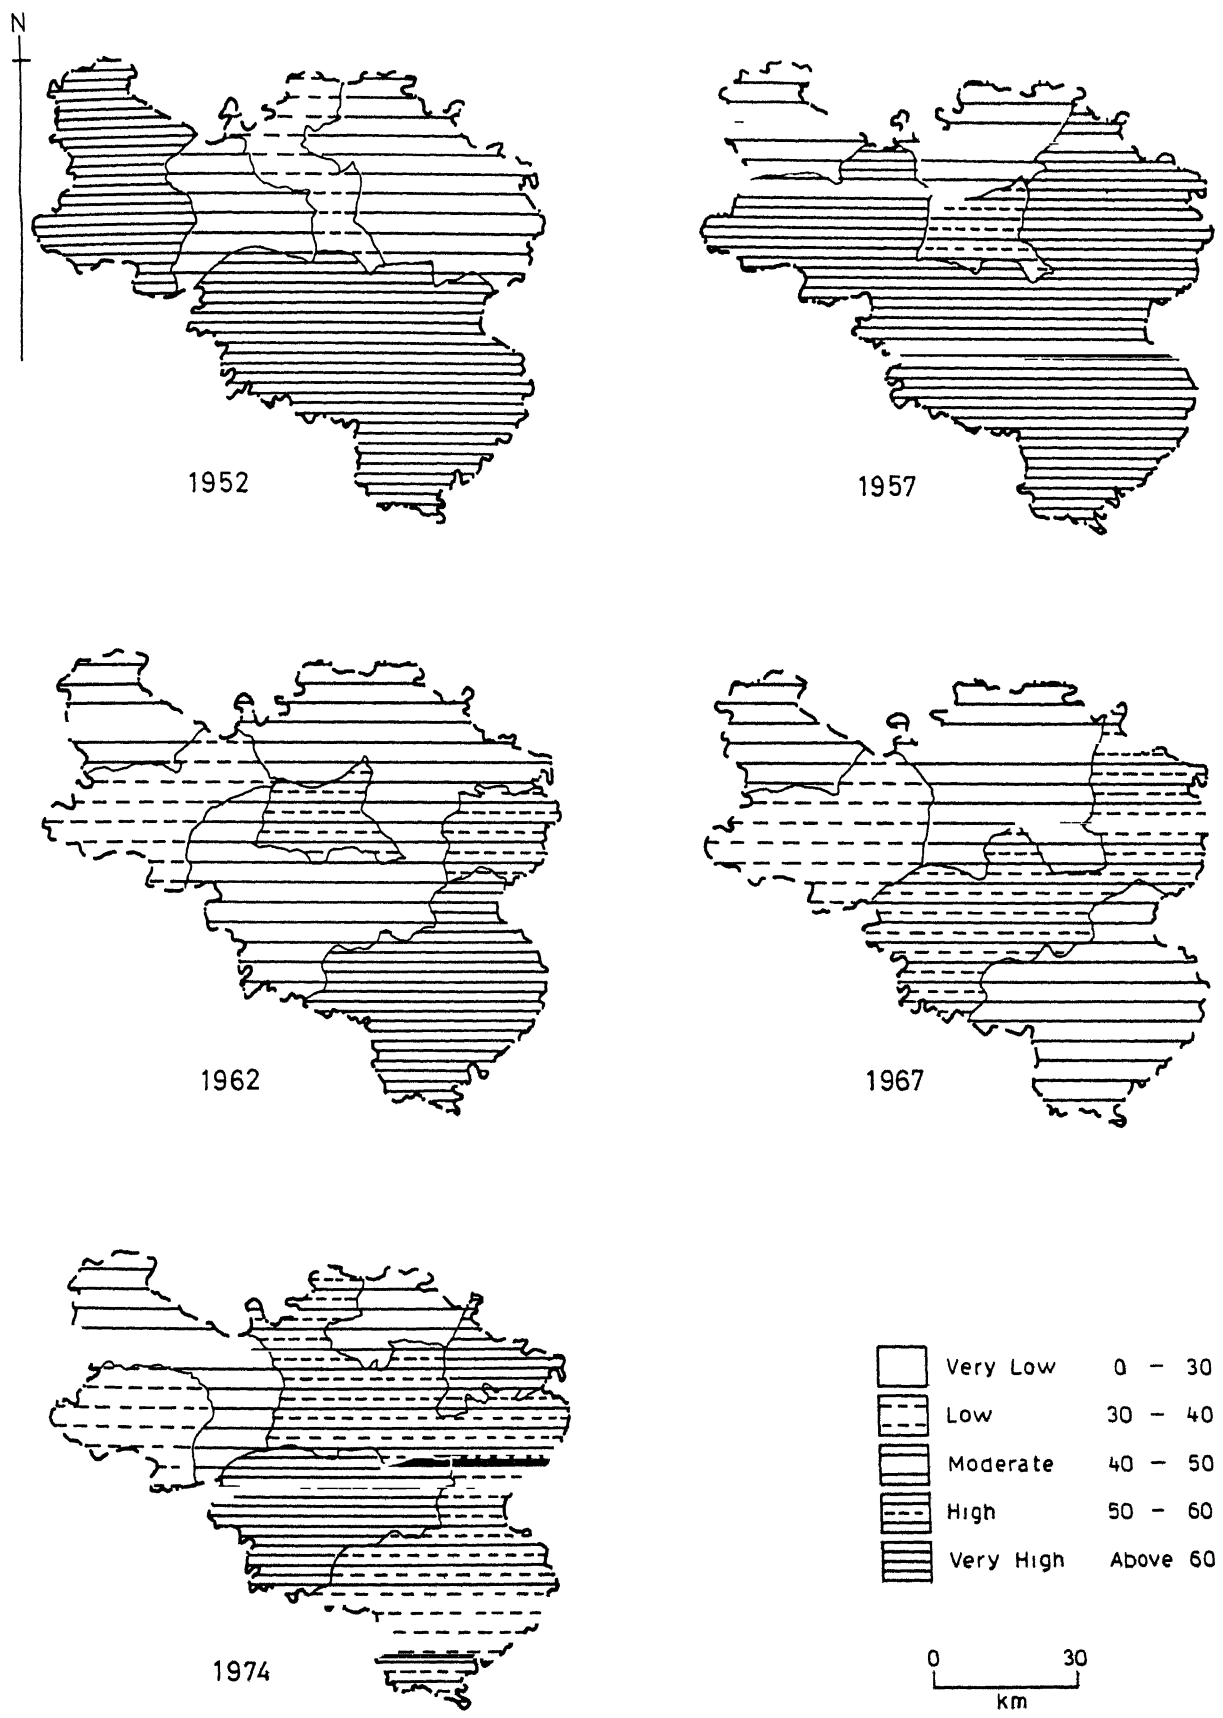 N
1952
1957
1962
1967
1974
Very Low 0 – 30
Low 30 – 40
Moderate 40 – 50
High 50 – 60
Very High Above 60
0 30
km